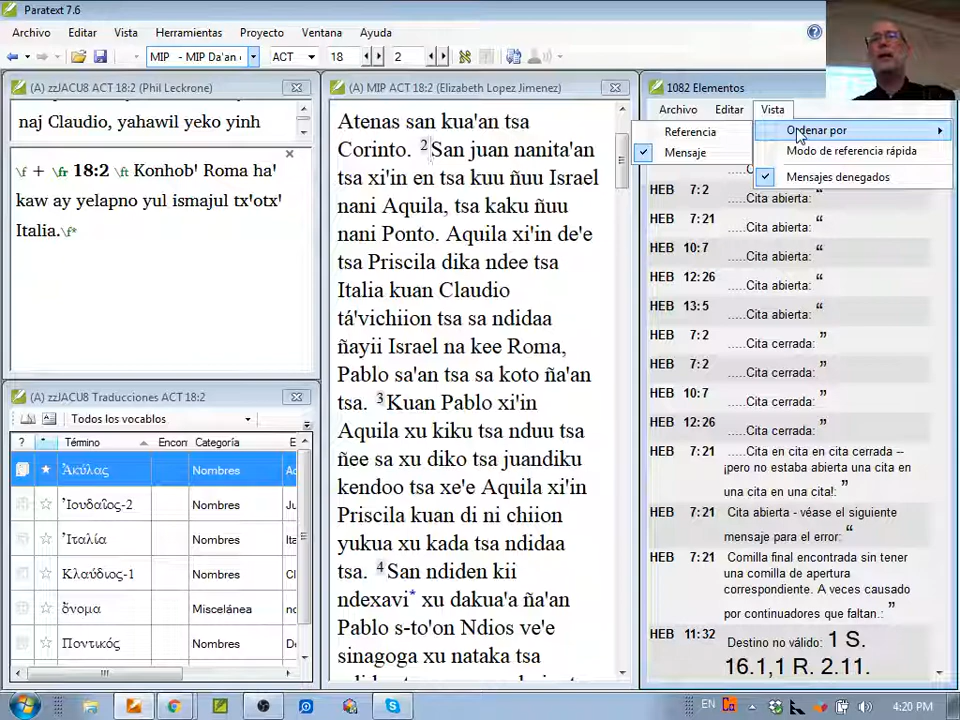 Paratext 7.6
Archivo Editar Vista Herramientas Proyecto Ventana Ayuda
MIP - MIP Da'an ACT 18 2
(A) zzJACU8 ACT 18:2 (Phil Leckrone)
naj Claudio, yahawil yeko yinh
\f + \fr 18:2 \ft Konhob' Roma ha'
kaw ay yelapno yul ismajul tx'otx'
Italia.\f*
(A) zzJACU8 Traducciones ACT 18:2
Todos los vocablos
? * Término Encon Categoría E
Ἀκύλας Nombres
Ἰουδαῖος-2 Nombres Ju
Ἰταλία Nombres Ita
Κλαύδιος-1 Nombres Cl
ὄνομα Miscelánea no
Ποντικός Nombres
(A) MIP ACT 18:2 (Elizabeth Lopez Jimenez)
Atenas san kua'an tsa
Corinto. 2San juan nanita'an
tsa xi'in en tsa kuu ñuu Israel
nani Aquila, tsa kaku ñuu
nani Ponto. Aquila xi'in de'e
tsa Priscila dika ndee tsa
Italia kuan Claudio
tá'vichiion tsa sa ndidaa
ñayii Israel na kee Roma,
Pablo sa'an tsa sa koto ña'an
tsa. 3Kuan Pablo xi'in
Aquila xu kiku tsa nduu tsa
ñee sa xu diko tsa juandiku
kendoo tsa xe'e Aquila xi'in
Priscila kuan di ni chiion
yukua xu kada tsa ndidaa
tsa. 4San ndiden kii
ndexavi* xu dakua'a ña'an
Pablo s-to'on Ndios ve'e
sinagoga xu nataka tsa
1082 Elementos
Archivo Editar Vista
Referencia
Mensaje
Ordenar por
Modo de referencia rápida
Mensajes denegados
HEB 7:2 .....Cita abierta: “
HEB 7:21 .....Cita abierta: “
HEB 10:7 .....Cita abierta: “
HEB 12:26 .....Cita abierta: “
HEB 13:5 .....Cita abierta: “
HEB 7:2 .....Cita cerrada: ”
HEB 7:2 .....Cita cerrada: ”
HEB 10:7 .....Cita cerrada: ”
HEB 12:26 .....Cita cerrada: ”
HEB 7:21 .....Cita en cita en cita cerrada --
¡pero no estaba abierta una cita en
una cita en una cita!: ”
HEB 7:21 Cita abierta - véase el siguiente
mensaje para el error: “
HEB 7:21 Comilla final encontrada sin tener
una comilla de apertura
correspondiente. A veces causado
por continuadores que faltan.: ”
HEB 11:32 Destino no válido: 1 S.
16.1,1 R. 2.11.
EN 4:20 PM